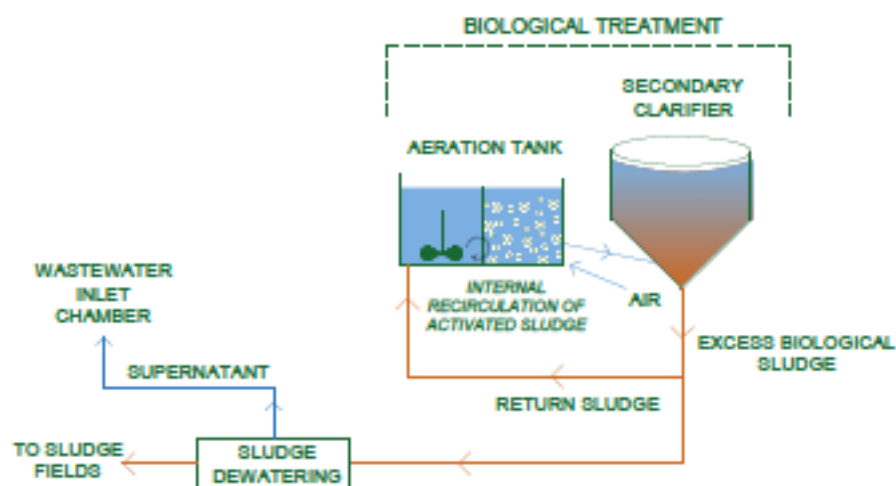 BIOLOGICAL TREATMENT
SECONDARY
CLARIFIER
AERATION TANK
WASTEWATER
INLET
CHAMBER
INTERNAL
RECIRCULATION OF
ACTIVATED SLUDGE
AIR
EXCESS BIOLOGICAL
SLUDGE
SUPERNATANT
RETURN SLUDGE
TO SLUDGE
FIELDS
SLUDGE
DEWATERING